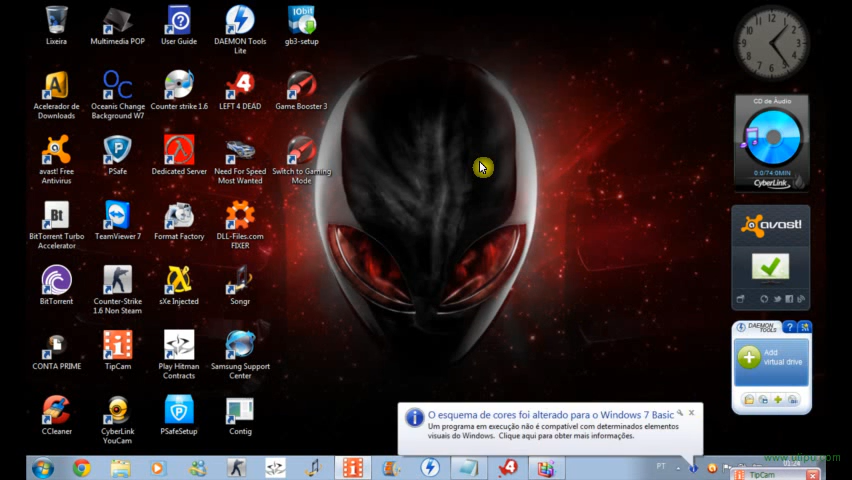 Lixeira
Multimedia POP
User Guide
DAEMON Tools
Lite
IObit
gb3-setup
Acelerador de
Downloads
Oceanis Change
Background W7
Counter strike 1.6
LEFT 4 DEAD
Game Booster 3
avast! Free
Antivirus
PSafe
Dedicated Server
Need For Speed
Most Wanted
Switch to Gaming
Mode
BitTorrent Turbo
Accelerator
TeamViewer 7
Format Factory
DLL-Files.com
FIXER
BitTorrent
Counter-Strike
1.6 Non Steam
sXe Injected
Songr
CONTA PRIME
TipCam
Play Hitman
Contracts
Samsung Support
Center
CCleaner
CyberLink
YouCam
PSafeSetup
Contig
CD de Áudio
0.0/74.0MIN
CyberLink
avast!
DAEMON
TOOLS
Add
virtual drive
O esquema de cores foi alterado para o Windows 7 Basic
Um programa em execução não é compatível com determinados elementos
visuais do Windows. Clique aqui para obter mais informações.
PT
01:24
TipCam